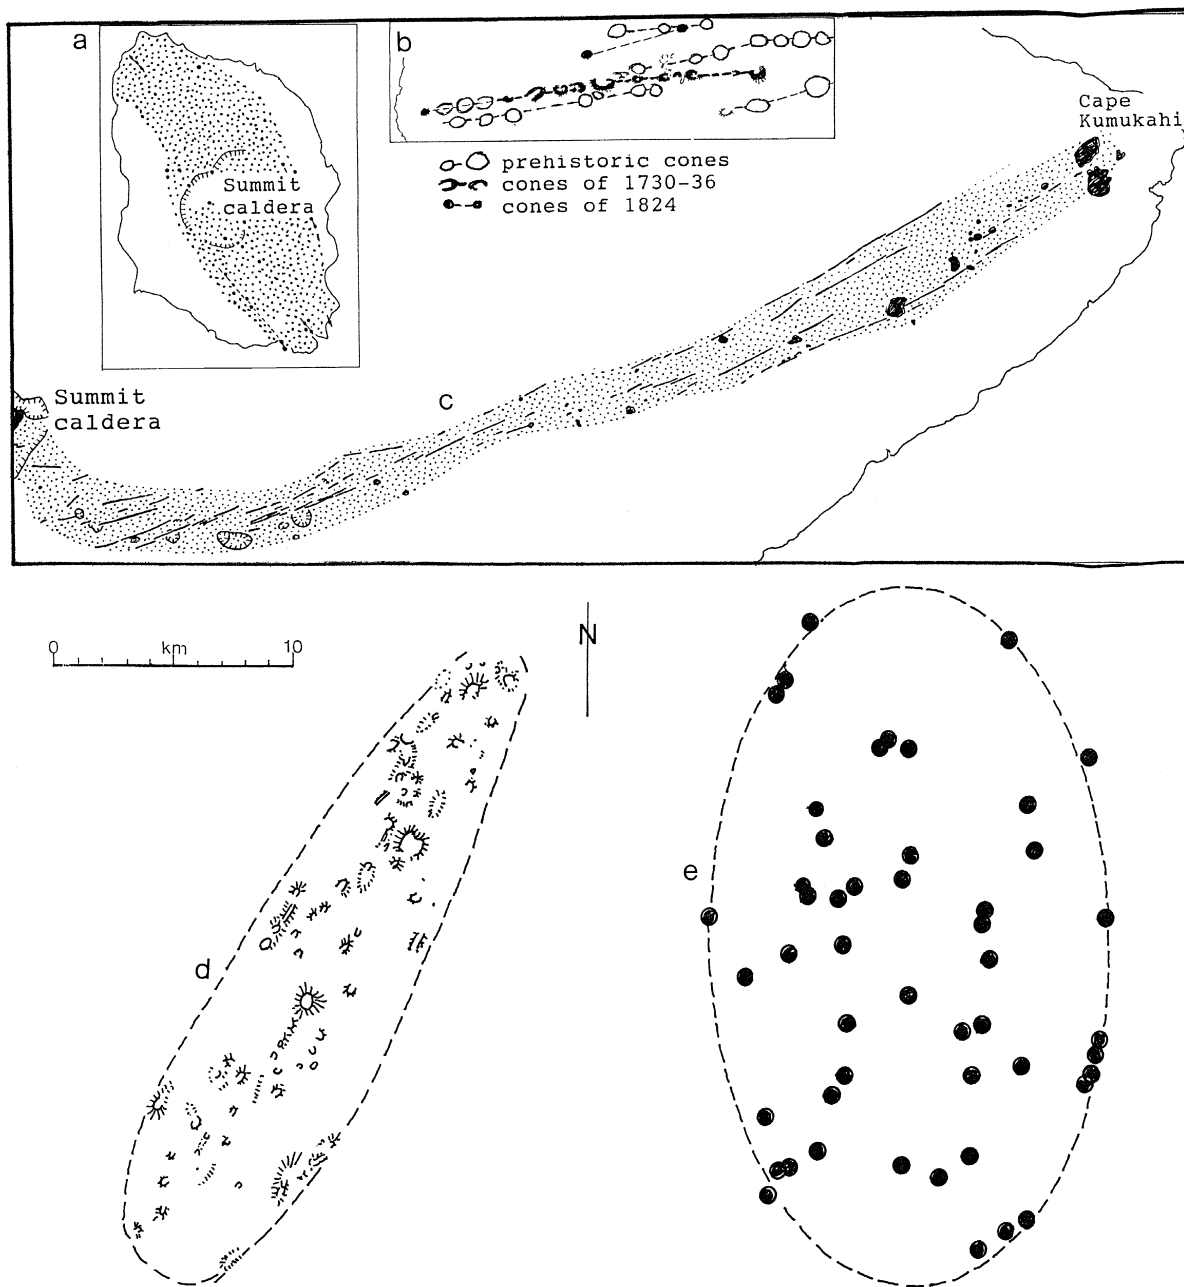 a
b
Summit
caldera
Cape
Kumukahi
prehistoric cones
cones of 1730-36
cones of 1824
Summit
caldera
c
0 km 10
N
d
e